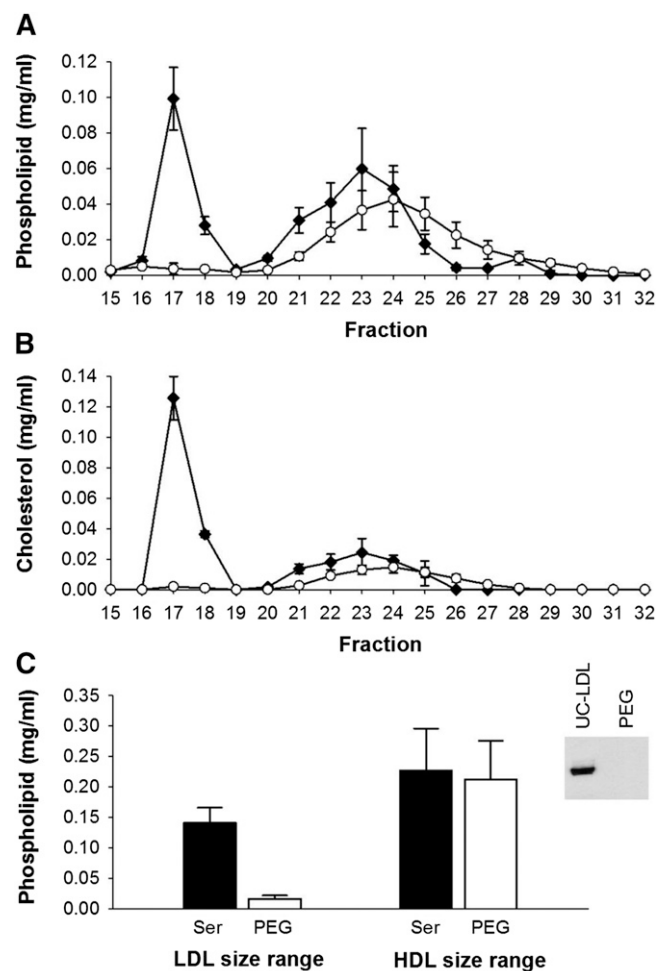 A
Phospholipid (mg/ml)
0.12
0.10
0.08
0.06
0.04
0.02
0.00
15 16 17 18 19 20 21 22 23 24 25 26 27 28 29 30 31 32
Fraction
B
Cholesterol (mg/ml)
0.14
0.12
0.10
0.08
0.06
0.04
0.02
0.00
15 16 17 18 19 20 21 22 23 24 25 26 27 28 29 30 31 32
Fraction
C
Phospholipid (mg/ml)
0.35
0.30
0.25
0.20
0.15
0.10
0.05
0.00
UC-LDL
PEG
Ser PEG Ser PEG
LDL size range HDL size range